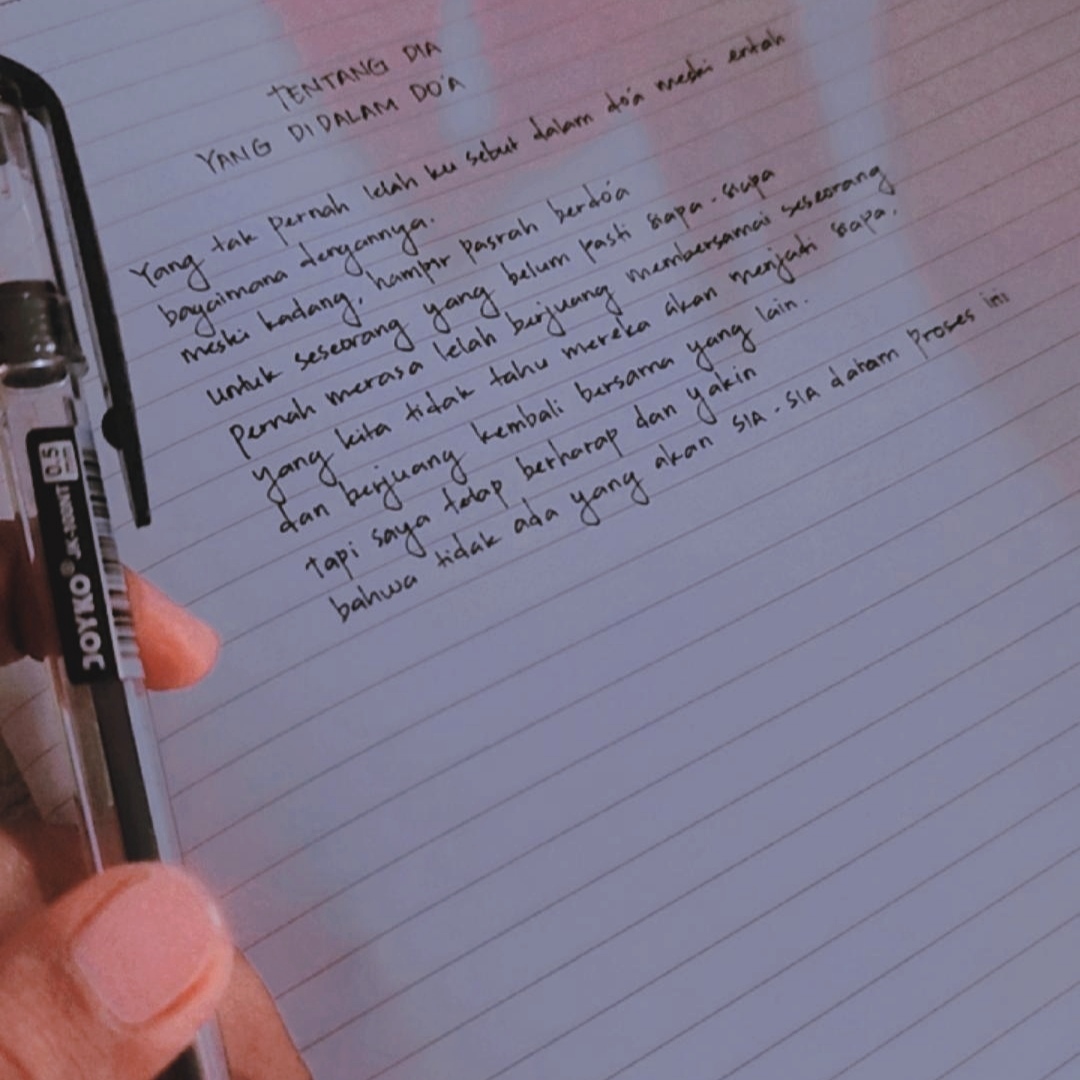 TENTANG DIA
YANG DIDALAM DO'A
Yang tak pernah lelah ku sebut dalam do'a meski entah
bagaimana dengannya.
meski kadang, hampir pasrah berdo'a
untuk seseorang yang belum pasti siapa-siapa
pernah merasa lelah berjuang membersamai seseorang
yang kita tidak tahu mereka akan menjadi siapa.
dan berjuang kembali bersama yang lain.
tapi saya tetap berharap dan yakin
bahwa tidak ada yang akan SIA-SIA dalam proses ini
0.5
JOYKO